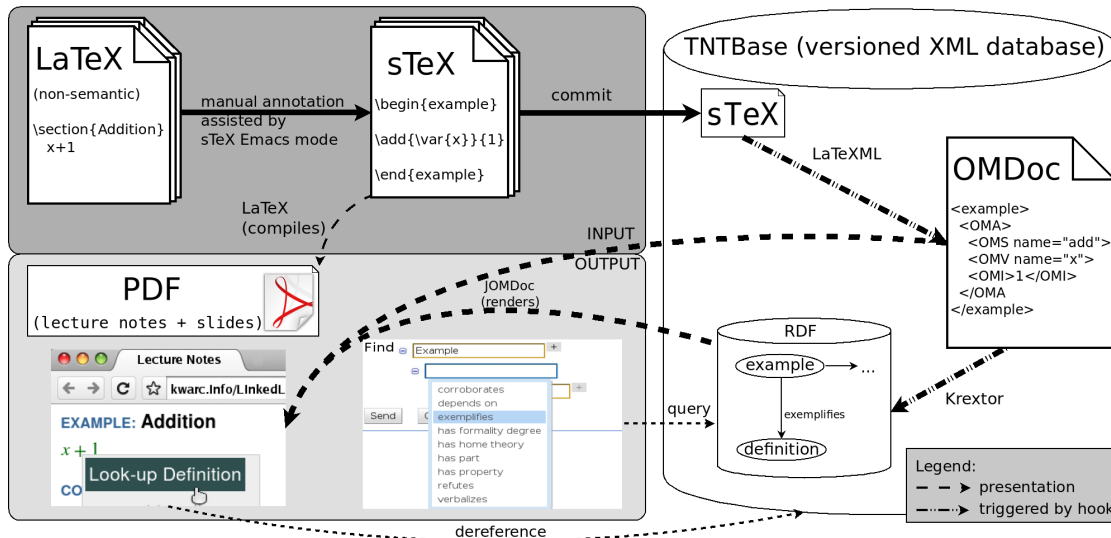 LaTeX
(non-semantic)
\section{Addition}
x+1
manual annotation
assisted by
sTeX Emacs mode
sTeX
\begin{example}
\add{\var{x}}{1}
\end{example}
commit
TNTBase (versioned XML database)
sTeX
LaTeXML
OMDoc
<example>
<OMA>
<OMS name="add">
<OMV name="x">
<OMI>1</OMI>
</OMA
</example>
LaTeX
(compiles)
INPUT
OUTPUT
PDF
(lecture notes + slides)
JOMDoc
(renders)
Lecture Notes
kwarc.info/LinkedL
EXAMPLE: Addition
x + 1
Look-up Definition
CO
Find
Example
corroborates
depends on
exemplifies
has formality degree
has home theory
has part
has property
refutes
verbalizes
Send
query
RDF
example
...
exemplifies
definition
Krextor
dereference
Legend:
presentation
triggered by hook